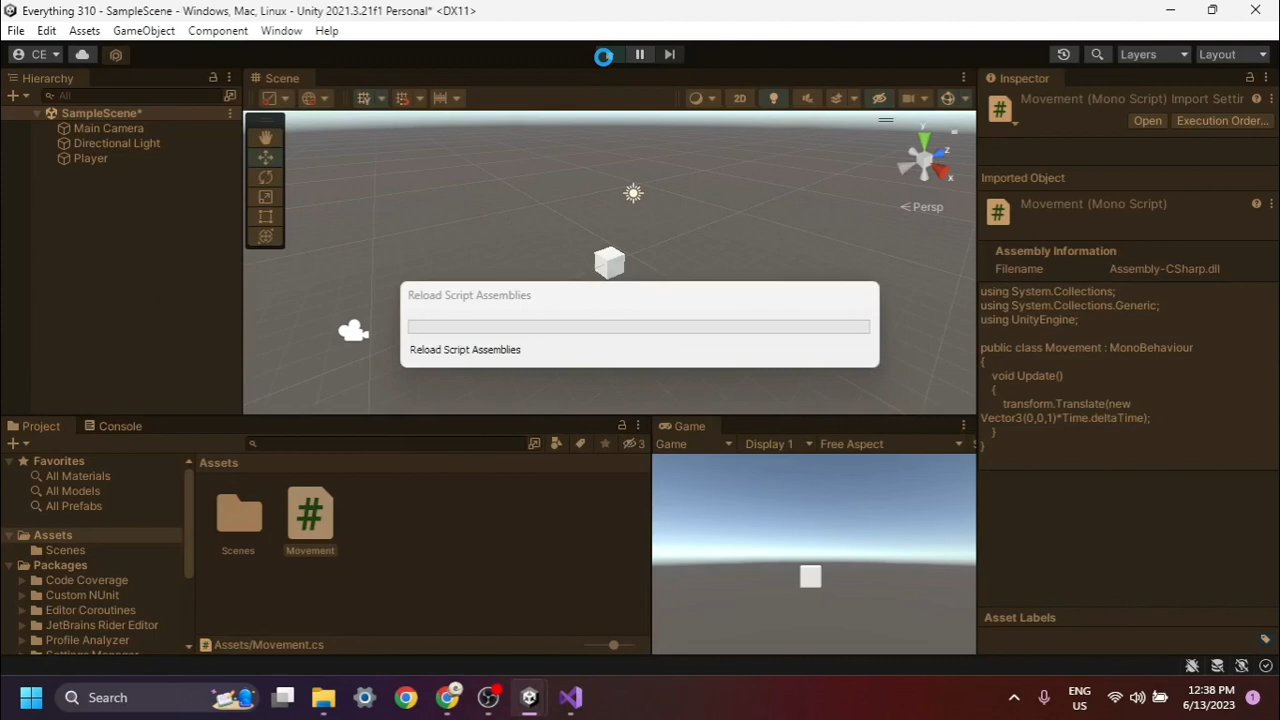 Everything 310 - SampleScene - Windows, Mac, Linux - Unity 2021.3.21f1 Personal* <DX11>
File Edit Assets GameObject Component Window Help
CE
Layers Layout
Hierarchy
All
SampleScene*
Main Camera
Directional Light
Player
Scene
2D
y
z
x
Persp
Reload Script Assemblies
Reload Script Assemblies
Inspector
Movement (Mono Script) Import Settir
Open Execution Order...
Imported Object
Movement (Mono Script)
Assembly Information
Filename Assembly-CSharp.dll
using System.Collections;
using System.Collections.Generic;
using UnityEngine;
public class Movement : MonoBehaviour
{
void Update()
{
transform.Translate(new
Vector3(0,0,1)*Time.deltaTime);
}
}
Asset Labels
Project Console
3
Favorites
All Materials
All Models
All Prefabs
Assets
Scenes
Packages
Code Coverage
Custom NUnit
Editor Coroutines
JetBrains Rider Editor
Profile Analyzer
Assets
Scenes
Movement
Assets/Movement.cs
Game
Game Display 1 Free Aspect
Search
ENG
US
12:38 PM
6/13/2023
1